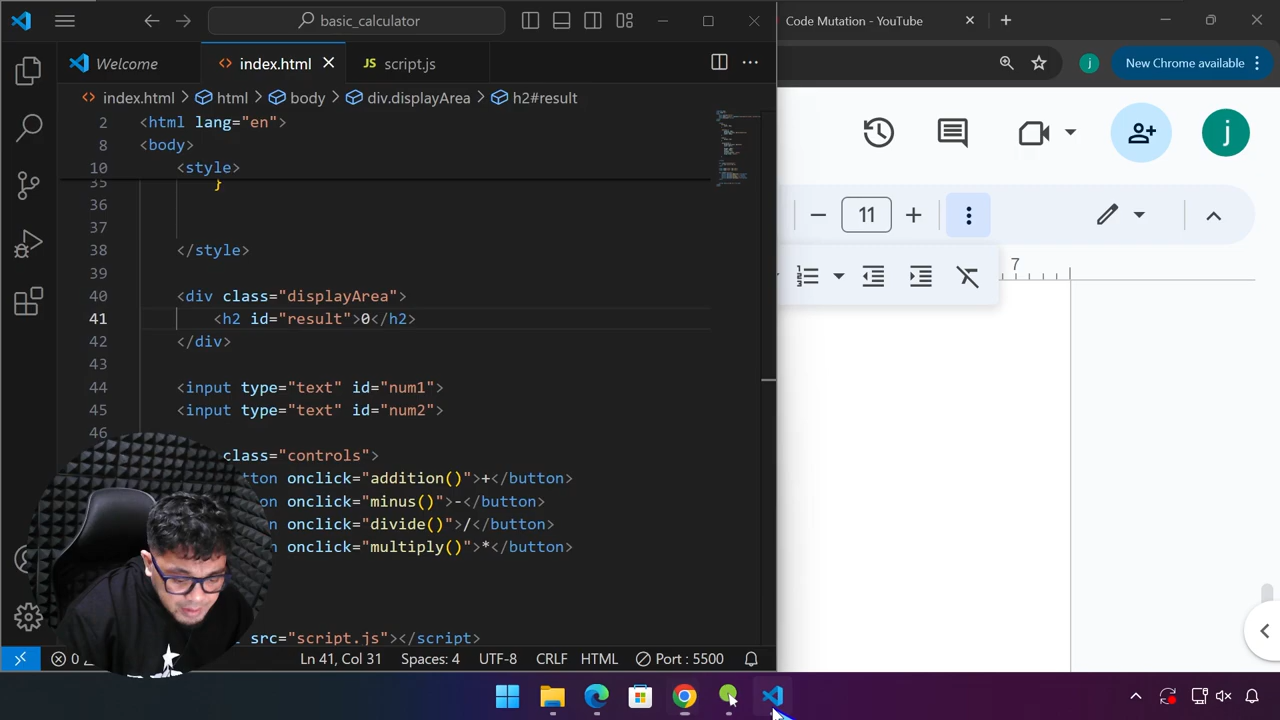 basic_calculator
Code Mutation - YouTube
Welcome
index.html
JS script.js
New Chrome available
j
index.html > html > body > div.displayArea > h2#result
2 <html lang="en">
8 <body>
10 <style>
35 }
36
37
38 </style>
39
40 <div class="displayArea">
41 <h2 id="result">0</h2>
42 </div>
43
44 <input type="text" id="num1">
45 <input type="text" id="num2">
46
class="controls">
onclick="addition()">+</button>
onclick="minus()">-</button>
onclick="divide()">/</button>
onclick="multiply()">*</button>
src="script.js"></script>
0
Ln 41, Col 31
Spaces: 4
UTF-8
CRLF
HTML
Port : 5500
j
11
7